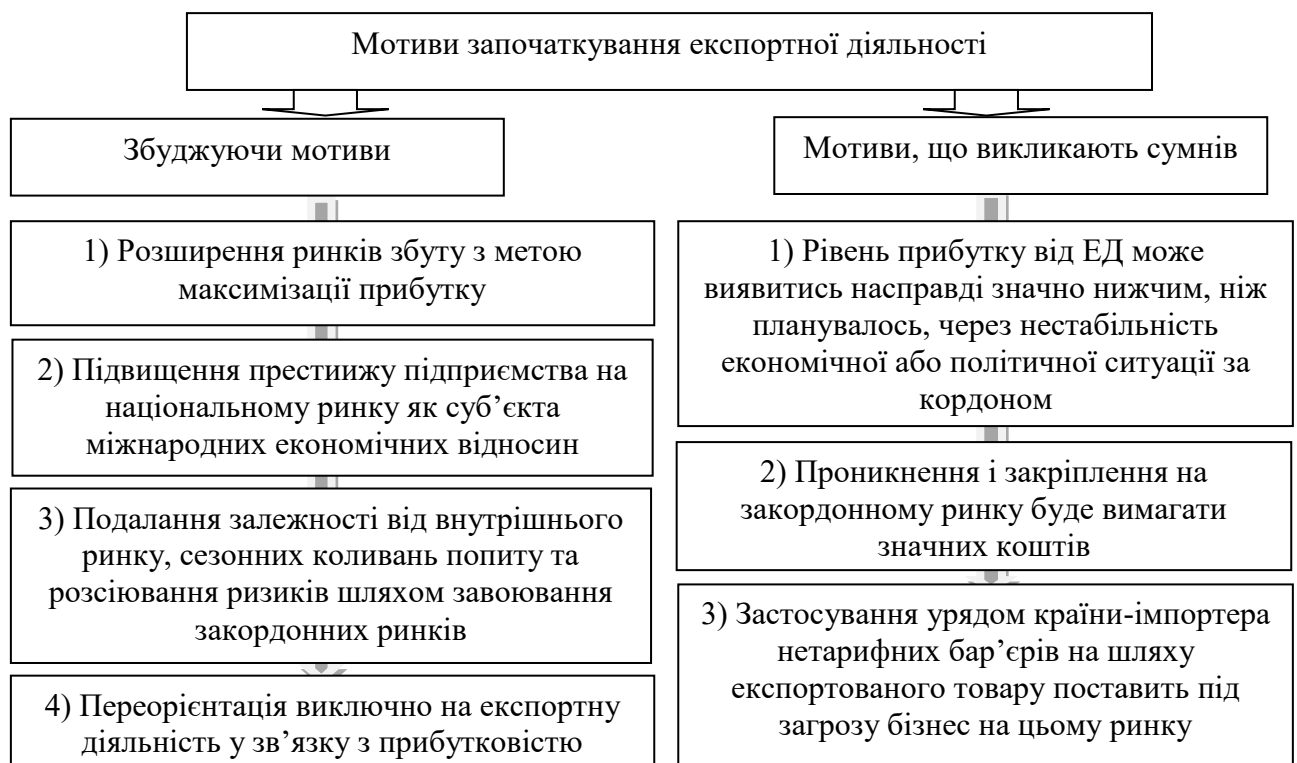 Мотиви започаткування експортної діяльності
Збуджуючи мотиви
1) Розширення ринків збуту з метою
максимізації прибутку
2) Підвищення престиижу підприємства на
національному ринку як суб’єкта
міжнародних економічних відносин
3) Подалання залежності від внутрішнього
ринку, сезонних коливань попиту та
розсіювання ризиків шляхом завоювання
закордонних ринків
4) Переорієнтація виключно на експортну
діяльність у зв’язку з прибутковістю
Мотиви, що викликають сумнів
1) Рівень прибутку від ЕД може
виявитись насправді значно нижчим, ніж
планувалось, через нестабільність
економічної або політичної ситуації за
кордоном
2) Проникнення і закріплення на
закордонному ринку буде вимагати
значних коштів
3) Застосування урядом країни-імпортера
нетарифних бар’єрів на шляху
експортованого товару поставить під
загрозу бізнес на цьому ринку